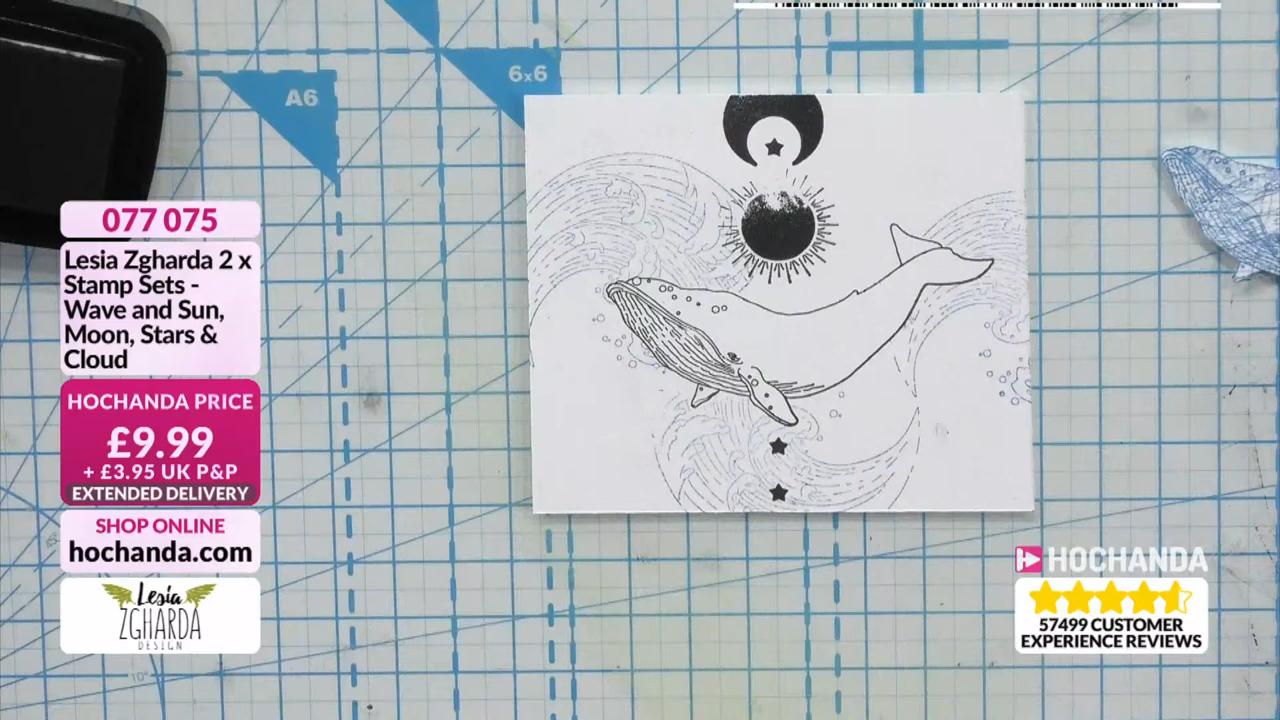 A6
6x6
077 075
Lesia Zgharda 2 x
Stamp Sets -
Wave and Sun,
Moon, Stars &
Cloud
HOCHANDA PRICE
£9.99
+ £3.95 UK P&P
EXTENDED DELIVERY
SHOP ONLINE
hochanda.com
Lesia
ZGHARDA
DESIGN
HOCHANDA
57499 CUSTOMER
EXPERIENCE REVIEWS
10°